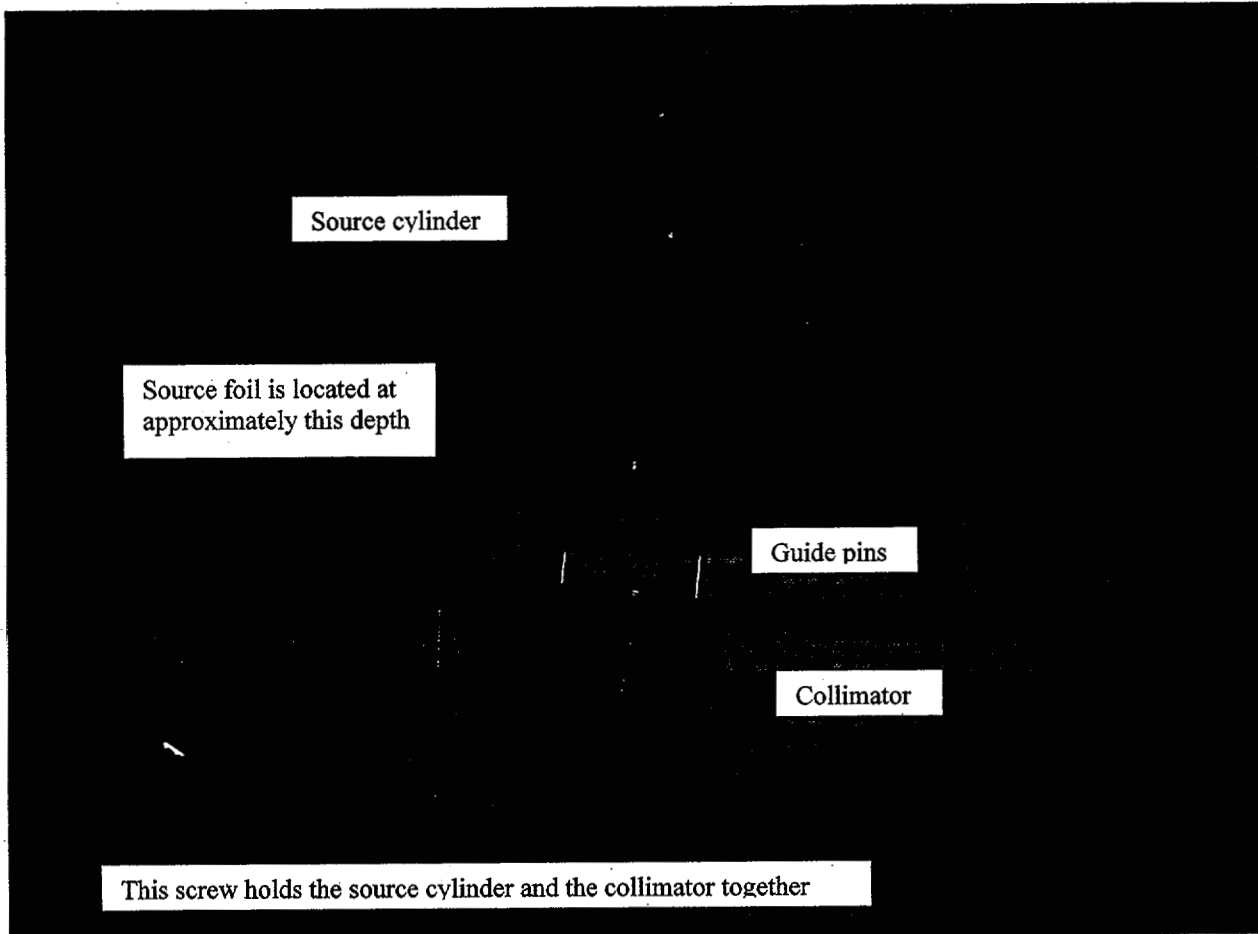 Source cylinder
Source foil is located at
approximately this depth
Guide pins
Collimator
This screw holds the source cylinder and the collimator together